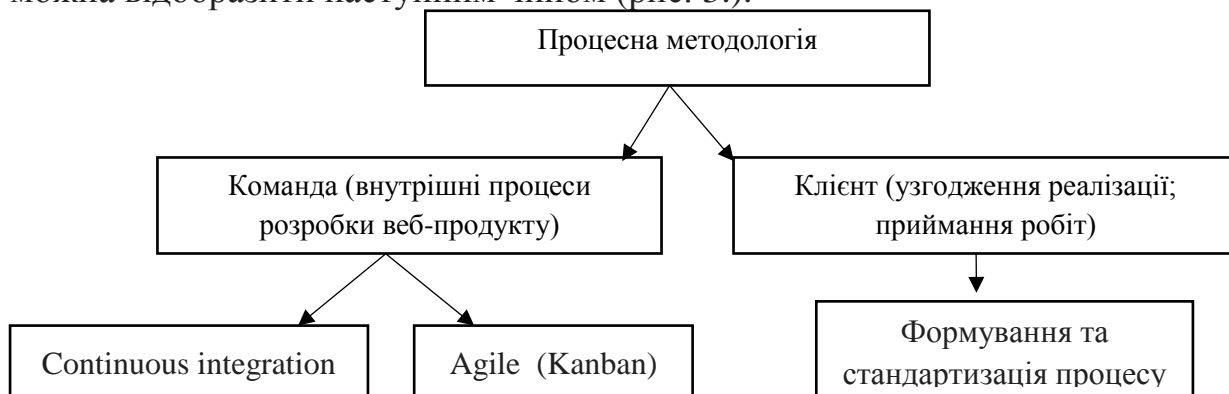 можна відобразити наступним чином (рис. 3.):
Процесна методологія
Команда (внутрішні процеси
розробки веб-продукту)
Клієнт (узгодження реалізації;
приймання робіт)
Continuous integration
Agile (Kanban)
Формування та
стандартизація процесу